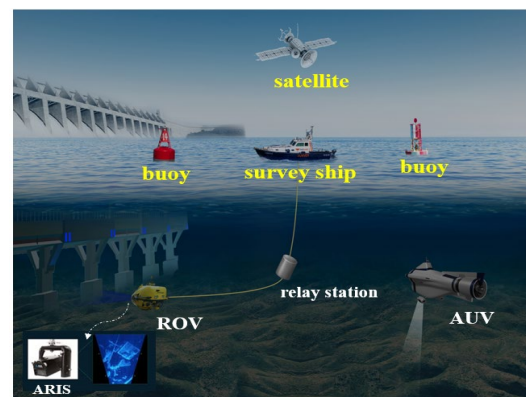 satellite
buoy
survey ship
buoy
relay station
ROV
AUV
ARIS